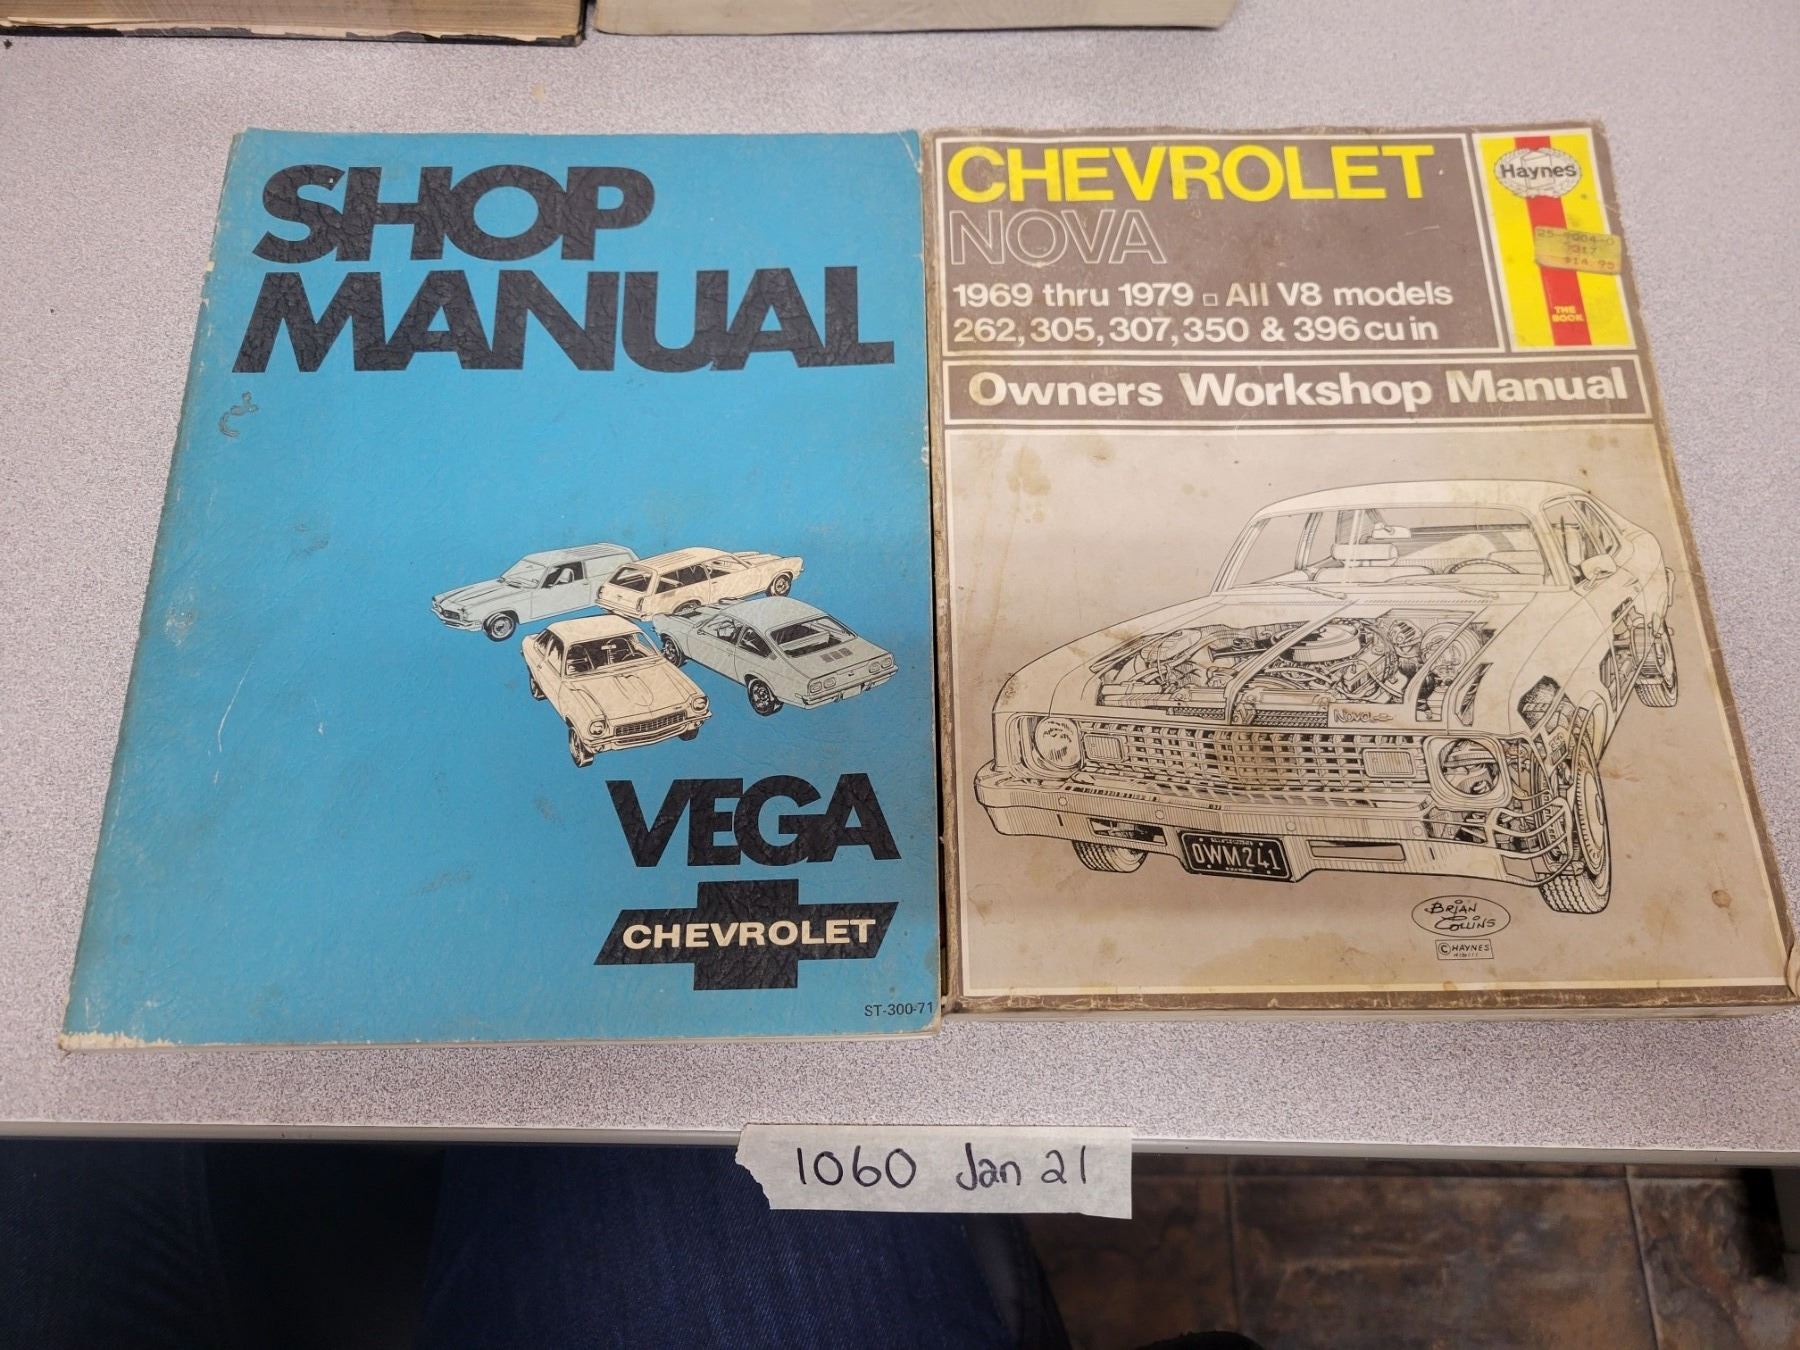 SHOP
MANUAL
VEGA
CHEVROLET
ST-300-71
CHEVROLET
NOVA
1969 thru 1979 □ All V8 models
262, 305, 307, 350 & 396 cu in
Haynes
$14.95
THE
BOOK
Owners Workshop Manual
Nova
OWM 241
BRIAN
COLLINS
© HAYNES
1060 Jan 21